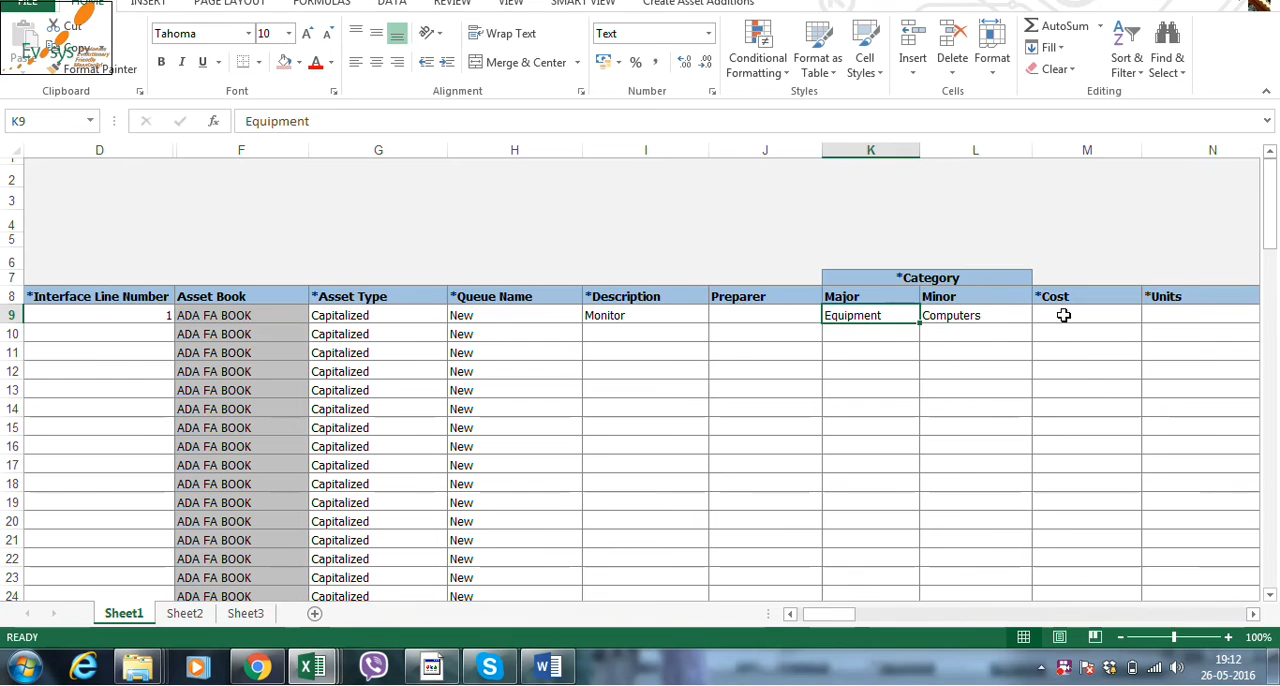 FILE HOME INSERT PAGE LAYOUT FORMULAS DATA REVIEW VIEW SMART VIEW Create Asset Additions
Cut
Copy
Format Painter
Clipboard
Tahoma 10
B I U
Font
Wrap Text
Merge & Center
Alignment
Text
%
Number
Conditional Formatting
Format as Table
Cell Styles
Styles
Insert
Delete
Format
Cells
AutoSum
Fill
Clear
Sort & Filter
Find & Select
Editing
K9 fx Equipment
D F G H I J K L M N
2
3
4
5
6
7 *Category
8 *Interface Line Number Asset Book *Asset Type *Queue Name *Description Preparer Major Minor *Cost *Units
9 1 ADA FA BOOK Capitalized New Monitor Equipment Computers
10 ADA FA BOOK Capitalized New
11 ADA FA BOOK Capitalized New
12 ADA FA BOOK Capitalized New
13 ADA FA BOOK Capitalized New
14 ADA FA BOOK Capitalized New
15 ADA FA BOOK Capitalized New
16 ADA FA BOOK Capitalized New
17 ADA FA BOOK Capitalized New
18 ADA FA BOOK Capitalized New
19 ADA FA BOOK Capitalized New
20 ADA FA BOOK Capitalized New
21 ADA FA BOOK Capitalized New
22 ADA FA BOOK Capitalized New
23 ADA FA BOOK Capitalized New
24 ADA FA BOOK Capitalized New
Sheet1 Sheet2 Sheet3
READY 100%
19:12
26-05-2016